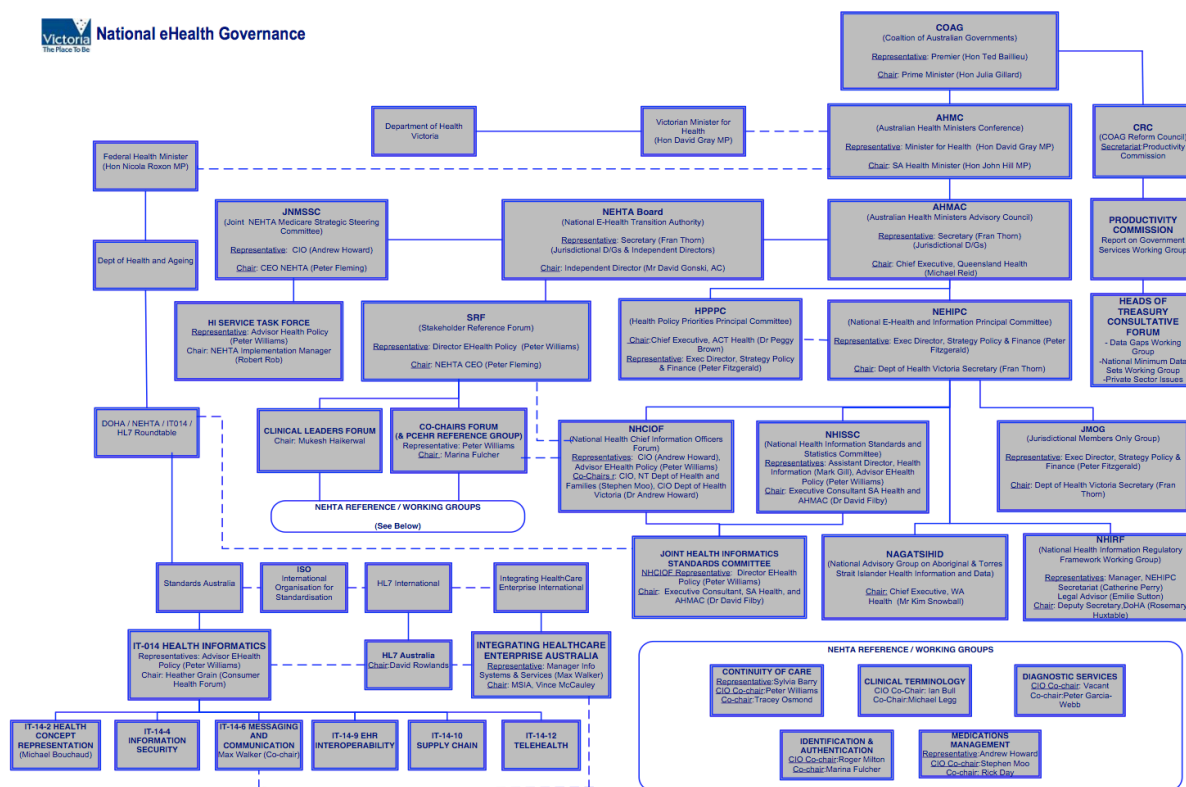 Victoria
The Place To Be
National eHealth Governance
COAG
(Coalition of Australian Governments)
Representative: Premier (Hon Ted Baillieu)
Chair: Prime Minister (Hon Julia Gillard)
Department of Health
Victoria
Victorian Minister for
Health
(Hon David Gray MP)
AHMC
(Australian Health Ministers Conference)
Representative: Minister for Health (Hon David Gray MP)
Chair: SA Health Minister (Hon John Hill MP)
CRC
(COAG Reform Council)
Secretariat:Productivity
Commission
Federal Health Minister
(Hon Nicola Roxon MP)
JNMSSC
(Joint NEHTA Medicare Strategic Steering
Committee)
Representative: CIO (Andrew Howard)
Chair: CEO NEHTA (Peter Fleming)
NEHTA Board
(National E-Health Transition Authority)
Representative: Secretary (Fran Thorn)
(Jurisdictional D/Gs & Independent Directors)
Chair: Independent Director (Mr David Gonski, AC)
AHMAC
(Australian Health Ministers Advisory Council)
Representative: Secretary (Fran Thorn)
(Jurisdictional D/Gs)
Chair: Chief Executive, Queensland Health
(Michael Reid)
PRODUCTIVITY
COMMISSION
Report on Government
Services Working Group
Dept of Health and Ageing
HI SERVICE TASK FORCE
Representative: Advisor Health Policy
(Peter Williams)
Chair: NEHTA Implementation Manager
(Robert Rob)
SRF
(Stakeholder Reference Forum)
Representative: Director EHealth Policy (Peter Williams)
Chair: NEHTA CEO (Peter Fleming)
HPPPC
(Health Policy Priorities Principal Committee)
Chair:Chief Executive, ACT Health (Dr Peggy
Brown)
Representative: Exec Director, Strategy Policy
& Finance (Peter Fitzgerald)
NEHIPC
(National E-Health and Information Principal Committee)
Representative: Exec Director, Strategy Policy & Finance (Peter
Fitzgerald)
Chair: Dept of Health Victoria Secretary (Fran Thorn)
HEADS OF
TREASURY
CONSULTATIVE
FORUM
- Data Gaps
Working
Group
-National Minimum Data
Sets Working Group
-Private Sector Issues
DOHA / NEHTA / IT014 /
HL7 Roundtable
CLINICAL LEADERS FORUM
Chair: Mukesh Haikerwal
CO-CHAIRS FORUM
(& PCEHR REFERENCE GROUP)
Representative: Peter Williams
Chair : Marina Fulcher
NHCIOF
(National Health Chief Information Officers
Forum)
Representatives: CIO (Andrew Howard),
Advisor EHealth Policy (Peter Williams)
Co-Chairs r: CIO, NT Dept of Health and
Families (Stephen Moo), CIO Dept of Health
Victoria (Dr Andrew Howard)
NHISSC
(National Health Information Standards and
Statistics Committee)
Representatives: Assistant Director, Health
Information (Mark Gill), Advisor EHealth
Policy (Peter Williams)
Chair: Executive Consultant SA Health and
AHMAC (Dr David Filby)
JMOG
(Jurisdictional Members Only Group)
Representative: Exec Director, Strategy Policy &
Finance (Peter Fitzgerald)
Chair: Dept of Health Victoria Secretary (Fran
Thorn)
NEHTA REFERENCE / WORKING GROUPS
(See Below)
JOINT HEALTH INFORMATICS
STANDARDS COMMITTEE
NHCIOF Representative: Director EHealth
Policy (Peter Williams)
Chair: Executive Consultant, SA Health, and
AHMAC (Dr David Filby)
NAGATSIHID
(National Advisory Group on Aboriginal & Torres
Strait Islander Health Information and Data)
Chair: Chief Executive, WA
Health (Mr Kim Snowball)
NHIRF
(National Health Information Regulatory
Framework Working Group)
Representatives: Manager, NEHIPC
Secretariat (Catherine Perry)
Legal Advisor (Emilie Sutton)
Chair: Deputy Secretary,DoHA (Rosemary
Huxtable)
Standards Australia
ISO
International
Organisation for
Standardisation
HL7 International
Integrating HealthCare
Enterprise International
IT-014 HEALTH INFORMATICS
Representatives: Advisor EHealth
Policy (Peter Williams)
Chair: Heather Grain (Consumer
Health Forum)
HL7 Australia
Chair:David Rowlands
INTEGRATING HEALTHCARE
ENTERPRISE AUSTRALIA
Representative: Manager Info
Systems & Services (Max Walker)
Chair: MSIA, Vince McCauley
IT-14-2 HEALTH
CONCEPT
REPRESENTATION
(Michael Bouchaud)
IT-14-4
INFORMATION
SECURITY
IT-14-6 MESSAGING
AND
COMMUNICATION
Max Walker (Co-chair)
IT-14-9 EHR
INTEROPERABILITY
IT-14-10
SUPPLY CHAIN
IT-14-12
TELEHEALTH
NEHTA REFERENCE / WORKING GROUPS
CONTINUITY OF CARE
Representative:Sylvia Barry
CIO Co-chair:Peter Williams
Co-chair:Tracey Osmond
CLINICAL TERMINOLOGY
CIO Co-Chair: Ian Bull
Co-Chair:Michael Legg
DIAGNOSTIC SERVICES
CIO Co-chair: Vacant
Co-chair:Peter Garcia-
Webb
IDENTIFICATION &
AUTHENTICATION
CIO Co-chair:Roger Milton
Co-chair:Marina Fulcher
MEDICATIONS
MANAGEMENT
Representative:Andrew Howard
CIO Co-chair:Stephen Moo
Co-chair: Rick Day